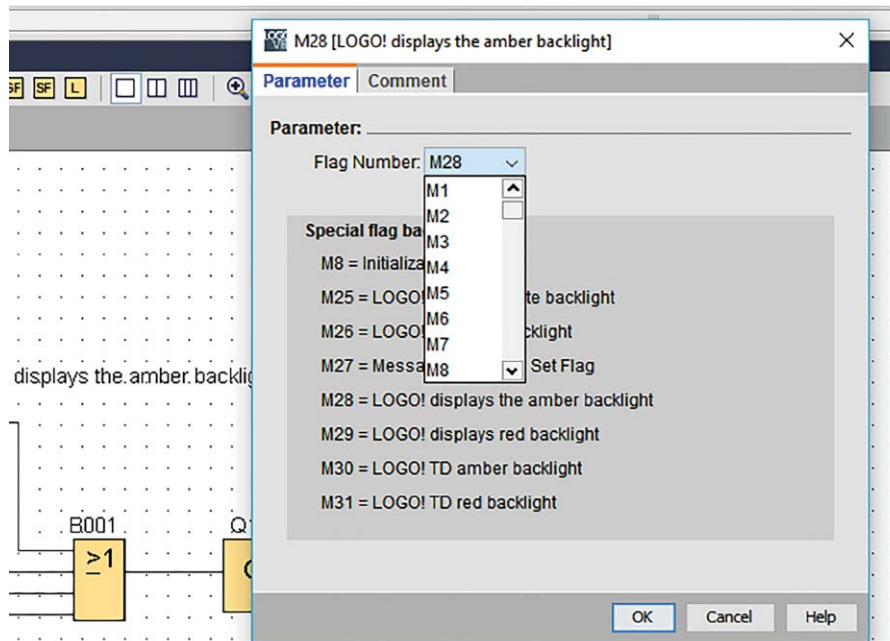 M28 [LOGO! displays the amber backlight]
SF L
Parameter Comment
Parameter:
Flag Number: M28
M1
M2
M3
M4
M5
M6
M7
M8
Special flag ba
M8 = Initializa
M25 = LOGO! te backlight
M26 = LOGO! cklight
M27 = Messa Set Flag
M28 = LOGO! displays the amber backlight
M29 = LOGO! displays red backlight
M30 = LOGO! TD amber backlight
M31 = LOGO! TD red backlight
displays the amber backlig
B001
≥1
OK Cancel Help